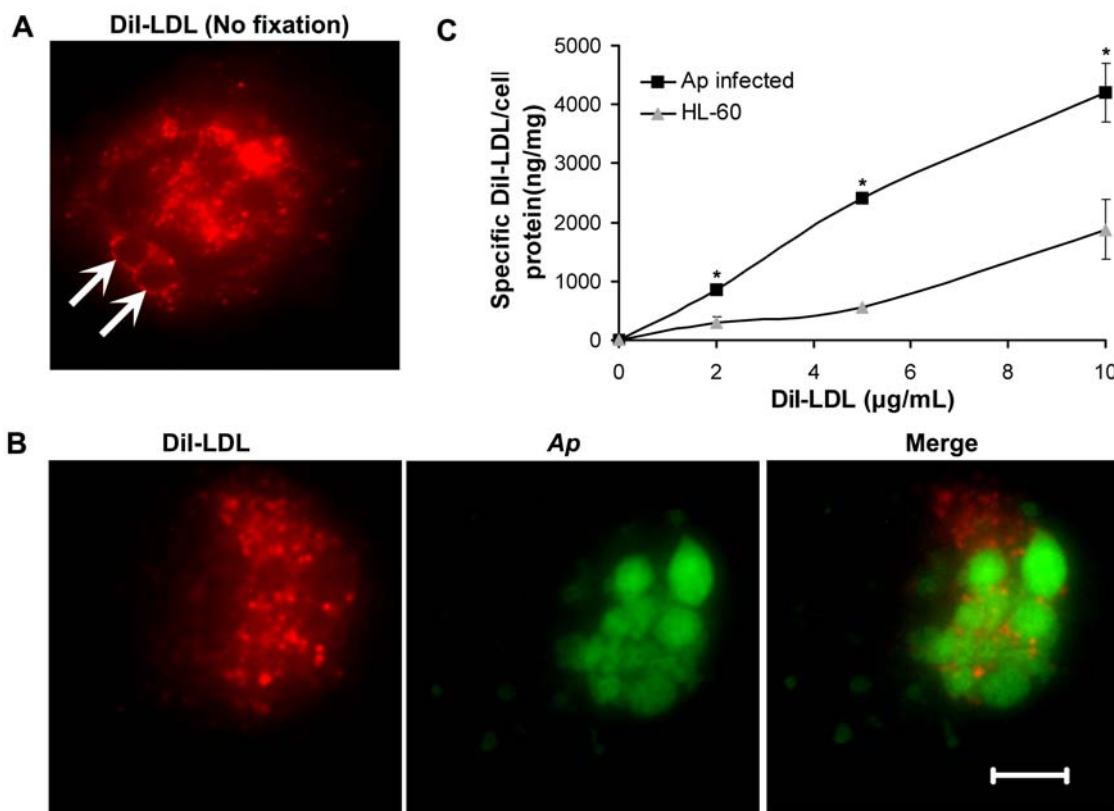 A
DiI-LDL (No fixation)
C
5000
4000
3000
2000
1000
0
Specific DiI-LDL/cell
protein(ng/mg)
Ap infected
HL-60
*
*
*
0
2
4
6
8
10
DiI-LDL (µg/mL)
B
DiI-LDL
Ap
Merge